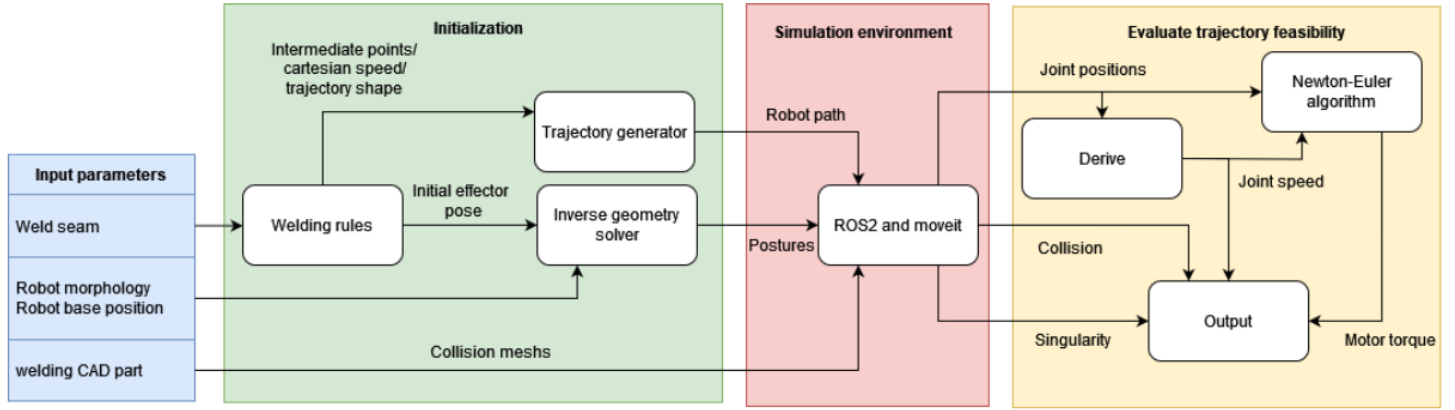 Input parameters
Weld seam
Robot morphology
Robot base position
welding CAD part
Initialization
Intermediate points/
cartesian speed/
trajectory shape
Trajectory generator
Welding rules
Initial effector
pose
Inverse geometry
solver
Collision meshs
Simulation environment
Robot path
Postures
ROS2 and moveit
Evaluate trajectory feasibility
Joint positions
Newton-Euler
algorithm
Derive
Joint speed
Collision
Output
Singularity
Motor torque